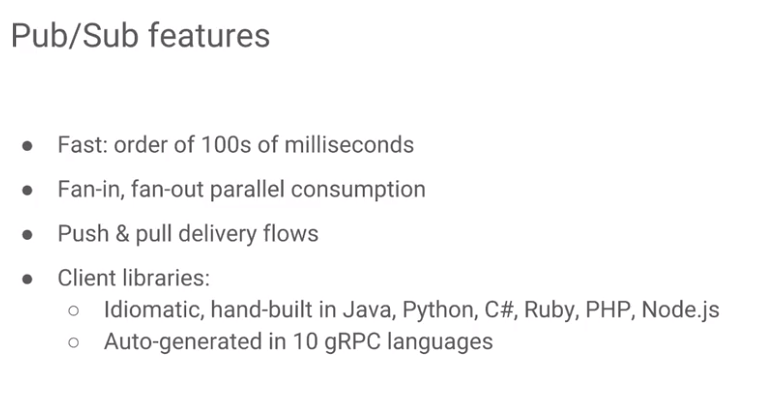 Pub/Sub features
● Fast: order of 100s of milliseconds
● Fan-in, fan-out parallel consumption
● Push & pull delivery flows
● Client libraries:
○ Idiomatic, hand-built in Java, Python, C#, Ruby, PHP, Node.js
○ Auto-generated in 10 gRPC languages